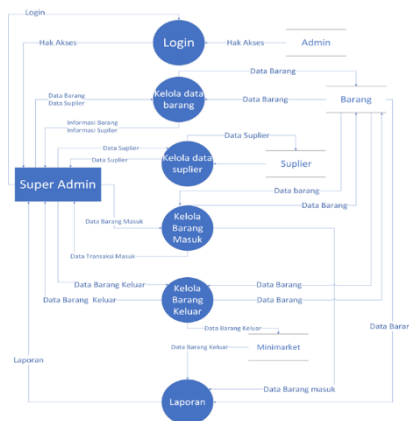 Login
Hak Akses
Login
Hak Akses
Admin
Data Barang
Data Barang
Data Suplier
Kelola data
barang
Data Barang
Barang
Informasi Barang
Informasi Suplier
Data Suplier
Data Suplier
Data Suplier
Kelola data
suplier
Suplier
Super Admin
Data barang
Data Barang
Data Barang Masuk
Kelola
Barang
Masuk
Data Transaksi Masuk
Data Barang Keluar
Data Barang Keluar
Kelola
Barang
Keluar
Data Barang
Data Barang
Data Barang Keluar
Data Barang Keluar
Minimarket
Data Barar
Laporan
Data Barang masuk
Laporan